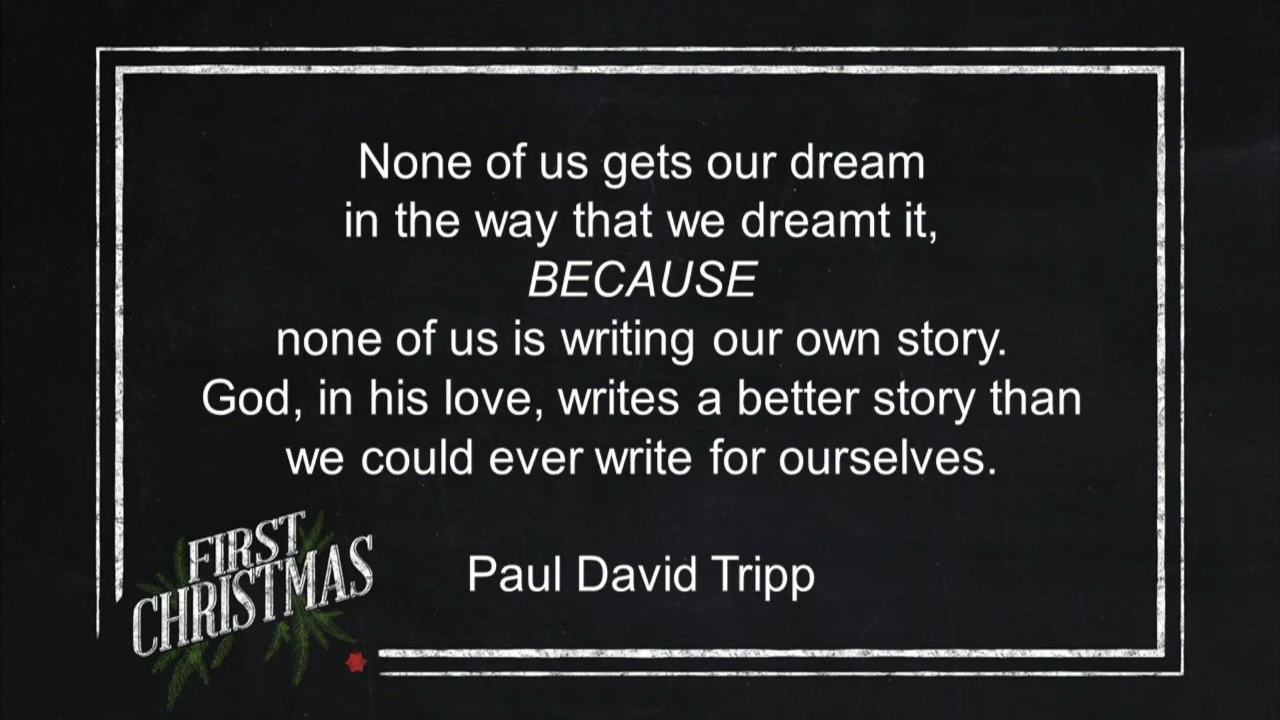 None of us gets our dream
in the way that we dreamt it,
BECAUSE
none of us is writing our own story.
God, in his love, writes a better story than
we could ever write for ourselves.
Paul David Tripp
FIRST
CHRISTMAS